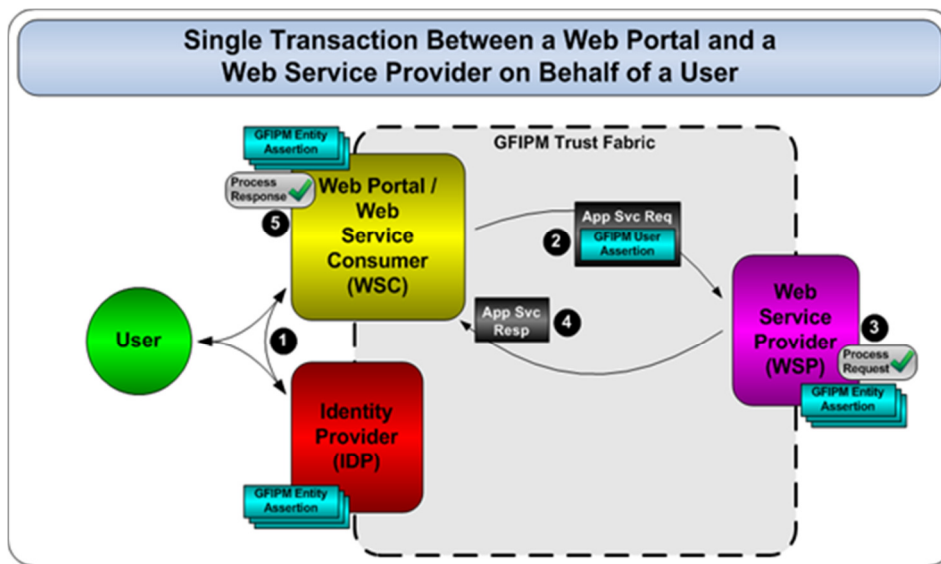 Single Transaction Between a Web Portal and a
Web Service Provider on Behalf of a User
GFIPM Entity
Assertion
GFIPM Trust Fabric
Process
Response
5
Web Portal /
Web
Service
Consumer
(WSC)
App Svc Req
2
GFIPM User
Assertion
User
1
App Svc
Resp
4
Web
Service
Provider
(WSP)
3
Process
Request
GFIPM Entity
Assertion
Identity
Provider
(IDP)
GFIPM Entity
Assertion